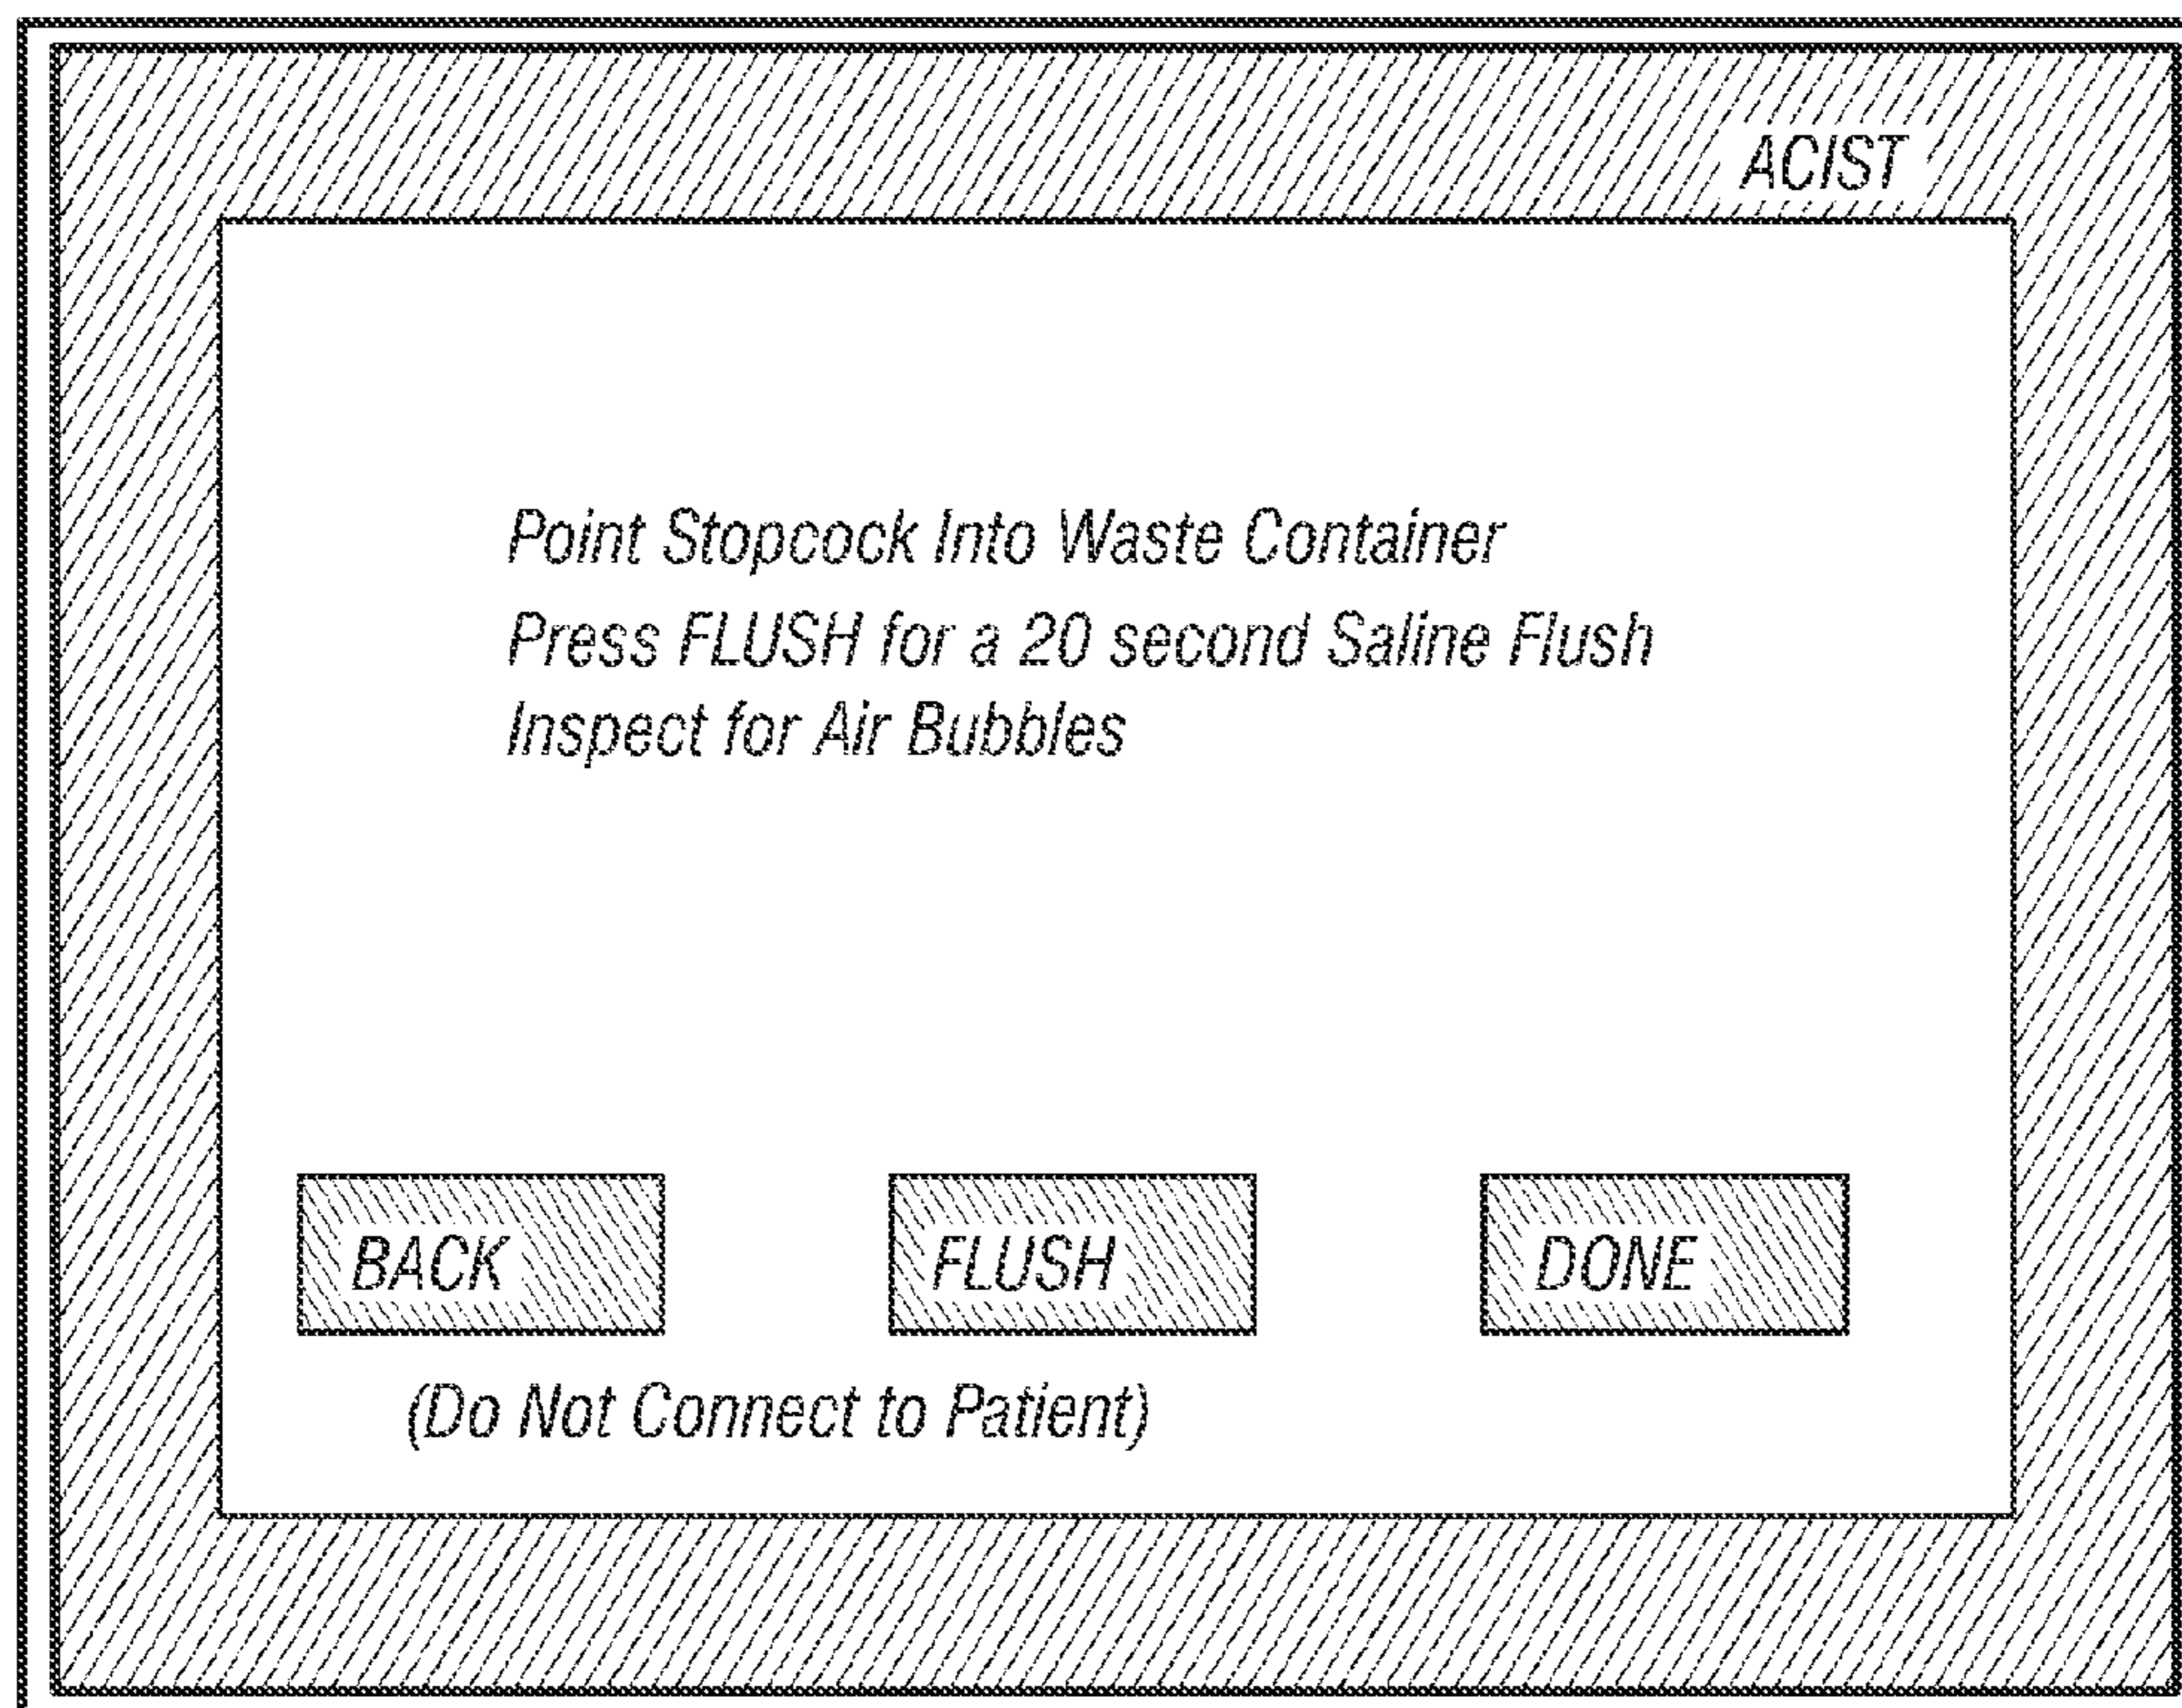 ACIST
Point Stopcock Into Waste Container
Press FLUSH for a 20 second Saline Flush
Inspect for Air Bubbles
BACK FLUSH DONE
(Do Not Connect to Patient)